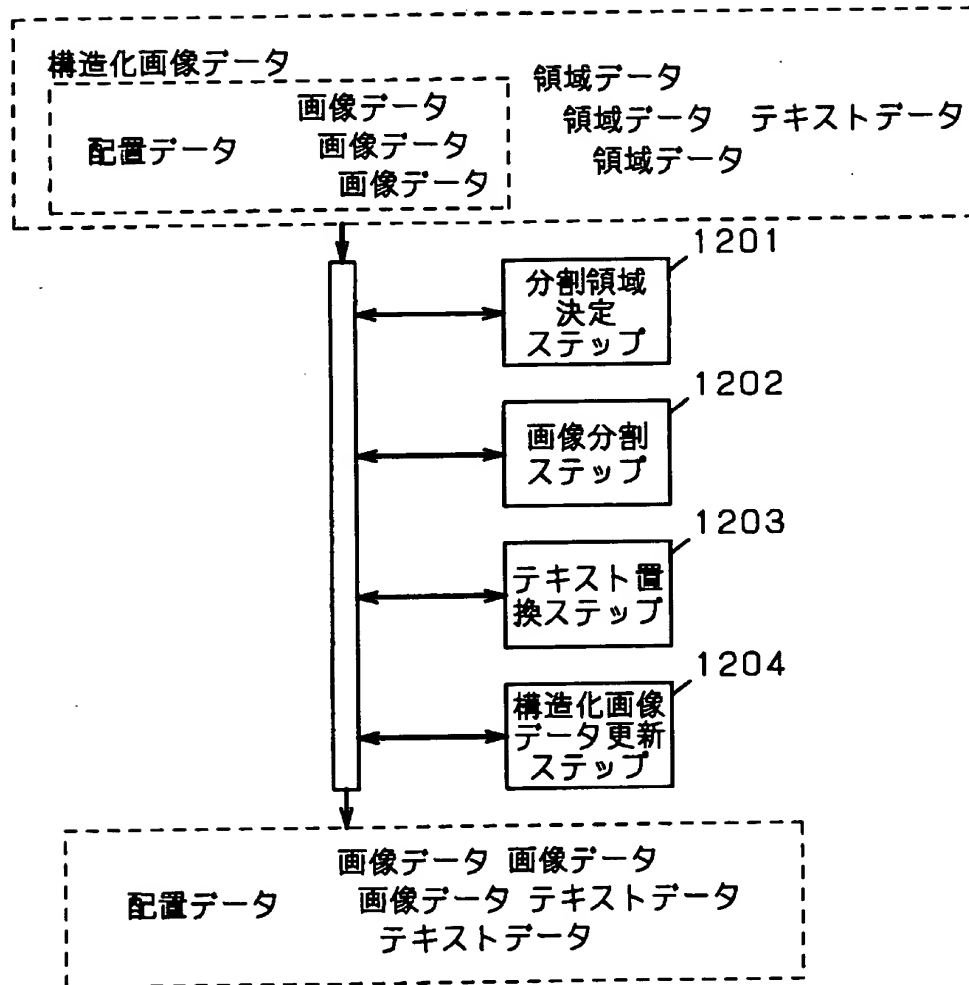 構造化画像データ
配置データ
画像データ
画像データ
画像データ
領域データ
領域データ テキストデータ
領域データ
1201
分割領域
決定
ステップ
1202
画像分割
ステップ
1203
テキスト置
換ステップ
1204
構造化画像
データ更新
ステップ
画像データ 画像データ
配置データ 画像データ テキストデータ
テキストデータ